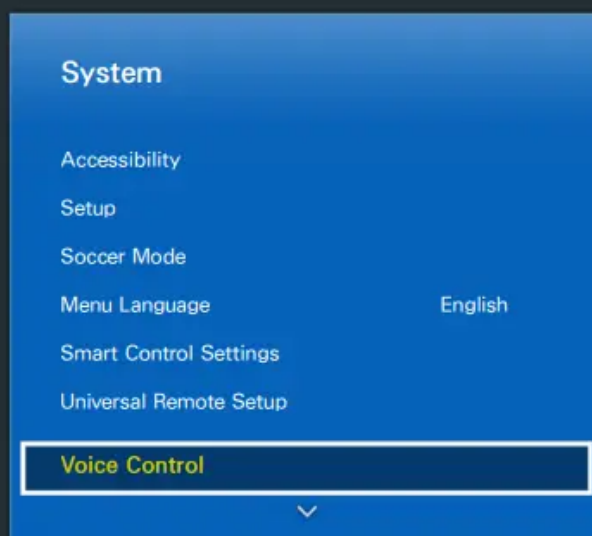 System
Accessibility
Setup
Soccer Mode
Menu Language English
Smart Control Settings
Universal Remote Setup
Voice Control